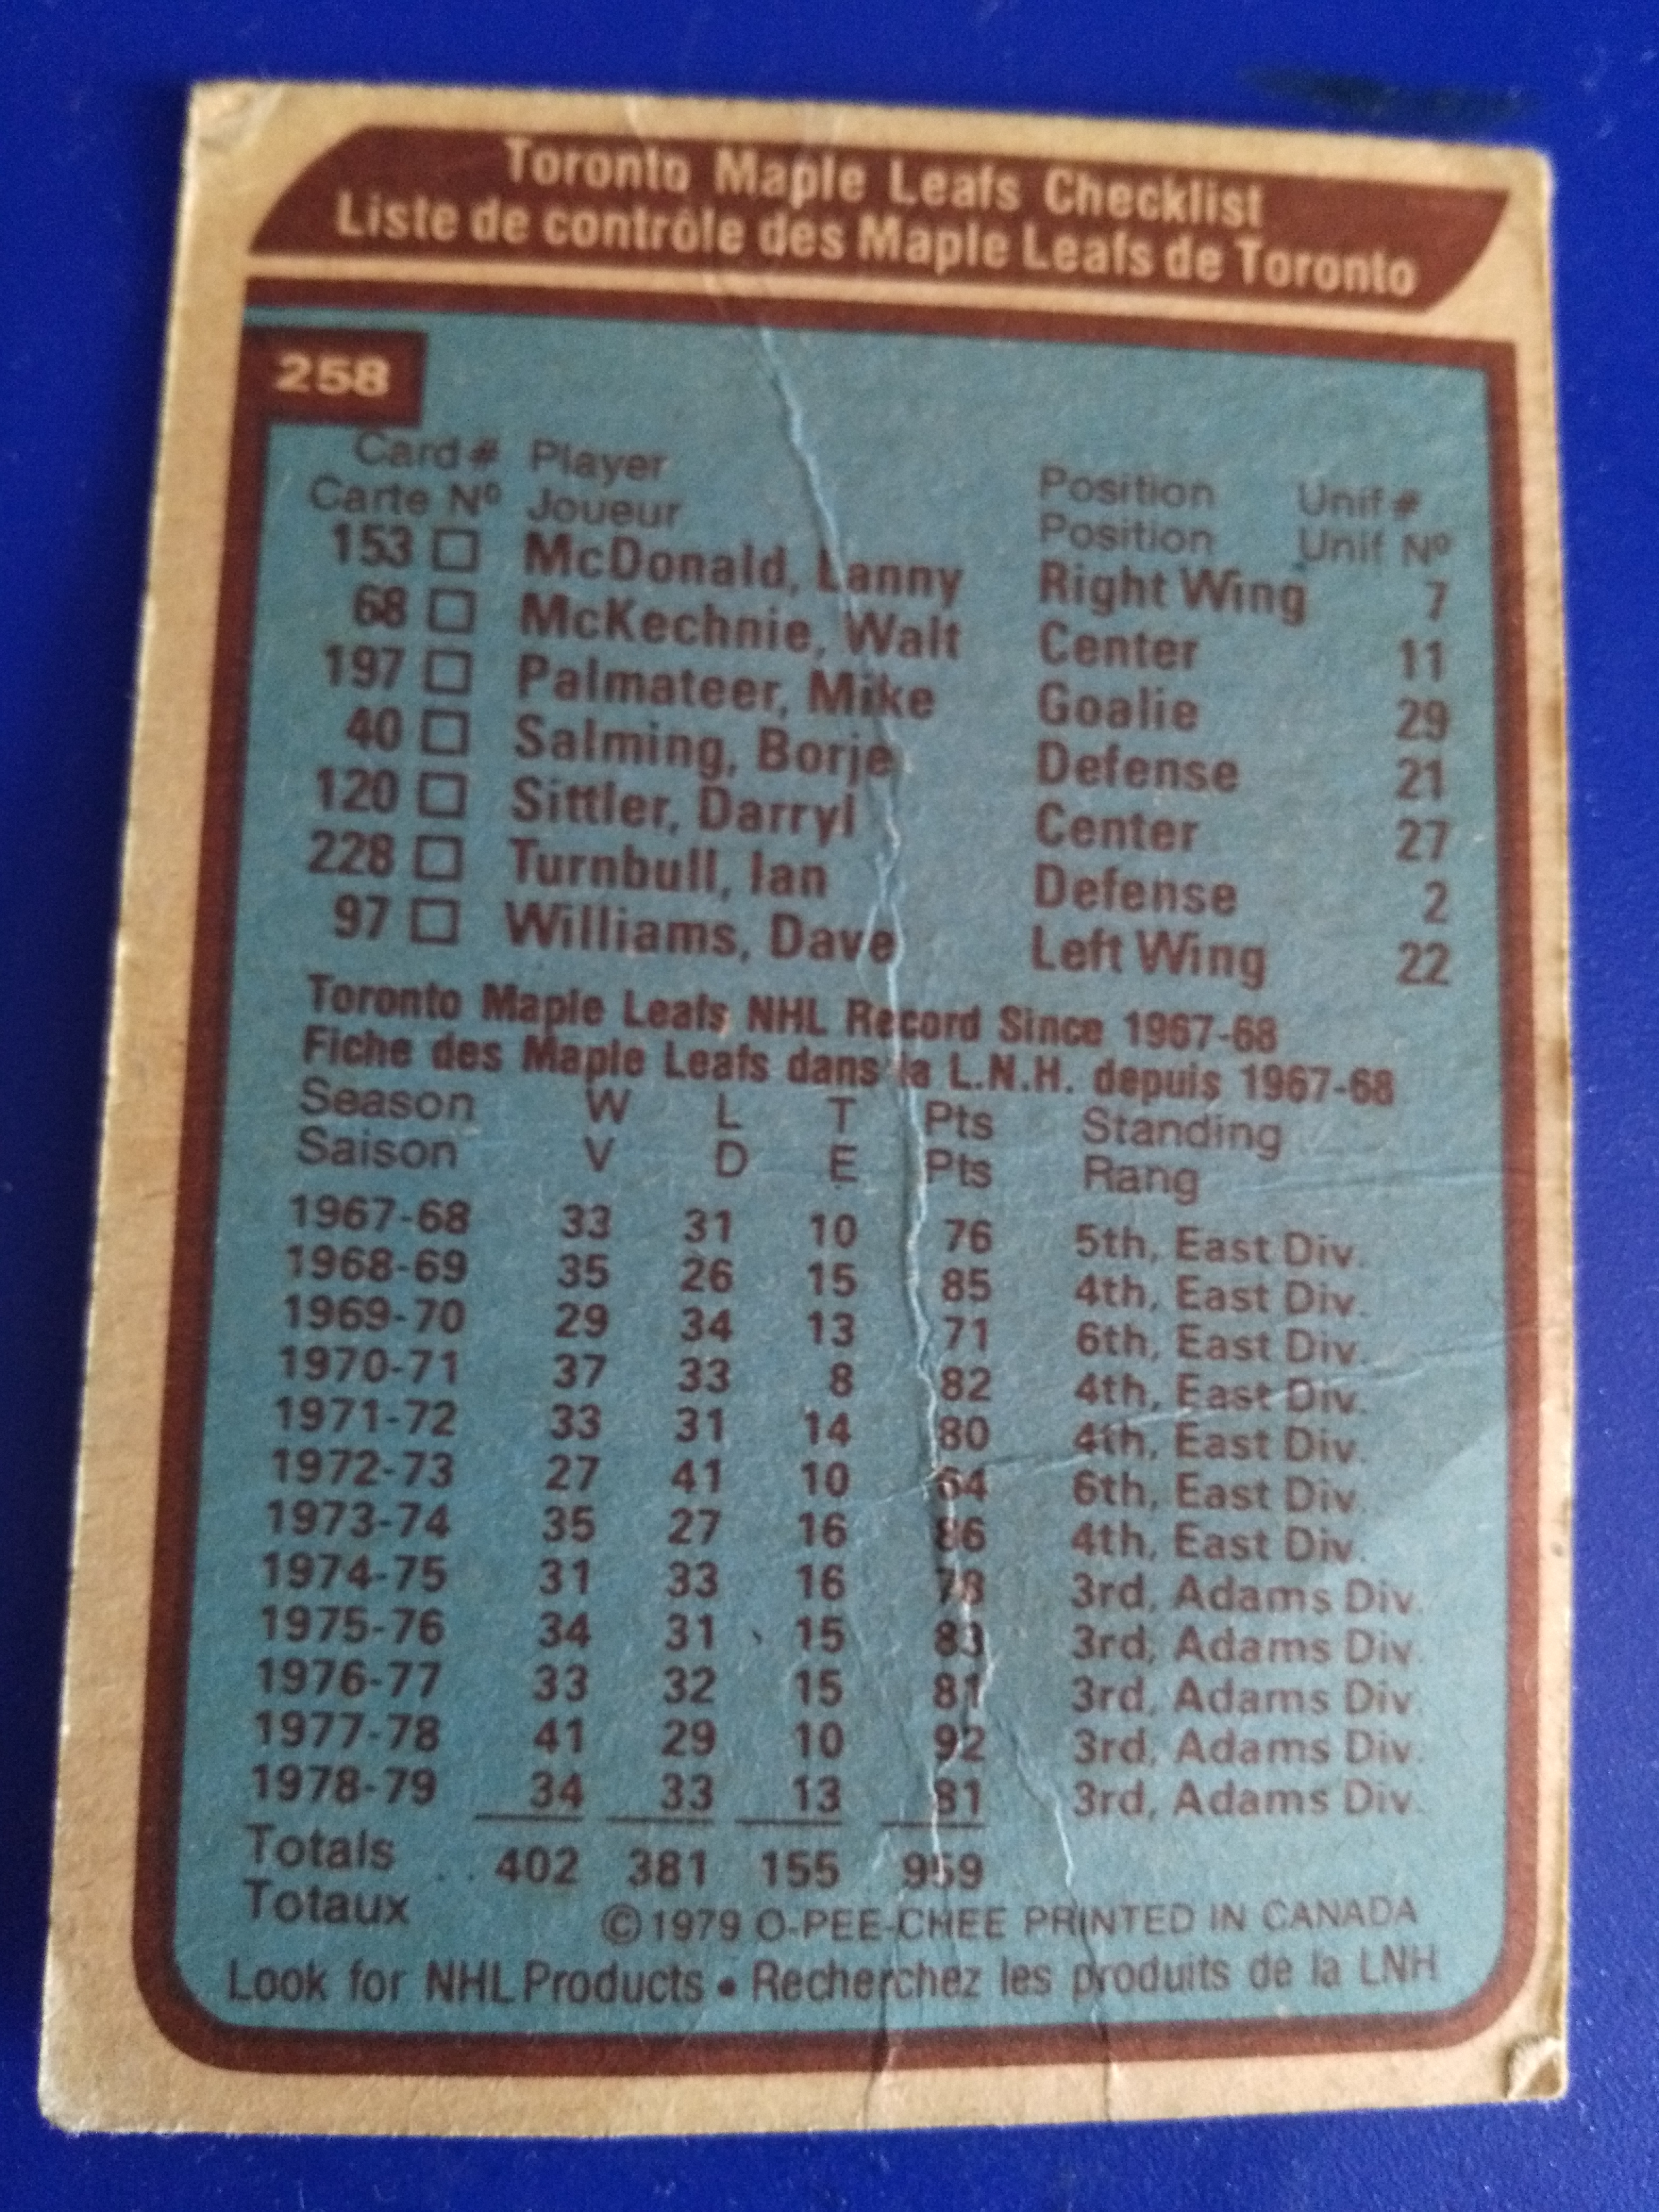 Toronto Maple Leafs Checklist
Liste de contrôle des Maple Leafs de Toronto
258
Card # Player Position Unif #
Carte Nº Joueur Position Unif Nº
153 McDonald, Lanny Right Wing 7
68 McKechnie, Walt Center 11
197 Palmateer, Mike Goalie 29
40 Salming, Borje Defense 21
120 Sittler, Darryl Center 27
228 Turnbull, Ian Defense 2
97 Williams, Dave Left Wing 22
Toronto Maple Leafs NHL Record Since 1967-68
Fiche des Maple Leafs dans la L.N.H. depuis 1967-68
Season W L T Pts Standing
Saison V D E Pts Rang
1967-68 33 31 10 76 5th, East Div.
1968-69 35 26 15 85 4th, East Div.
1969-70 29 34 13 71 6th, East Div.
1970-71 37 33 8 82 4th, East Div.
1971-72 33 31 14 80 4th, East Div.
1972-73 27 41 10 64 6th, East Div.
1973-74 35 27 16 86 4th, East Div.
1974-75 31 33 16 78 3rd, Adams Div.
1975-76 34 31 15 83 3rd, Adams Div.
1976-77 33 32 15 81 3rd, Adams Div.
1977-78 41 29 10 92 3rd, Adams Div.
1978-79 34 33 13 81 3rd, Adams Div.
Totals 402 381 155 959
Totaux
©1979 O-PEE-CHEE PRINTED IN CANADA
Look for NHL Products • Recherchez les produits de la LNH